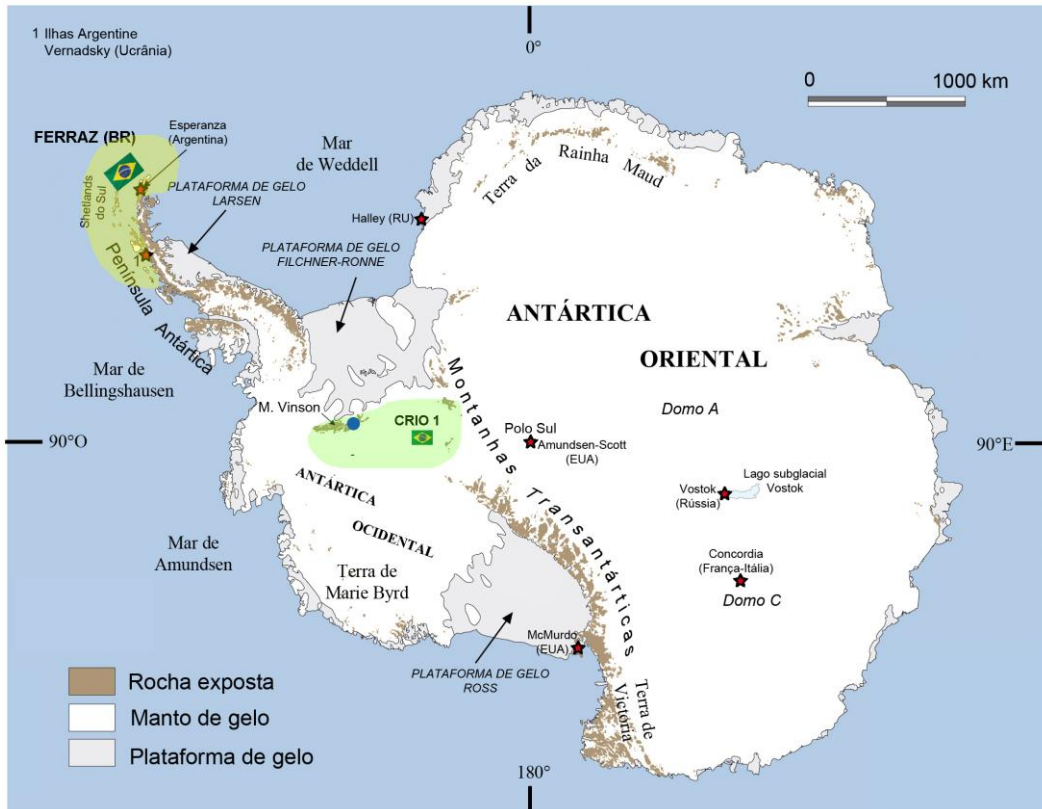 1 Ilhas Argentine
Vernadsky (Ucrânia)
0°
0 1000 km
FERRAZ (BR)
Esperanza
(Argentina)
Shetlands
do Sul
PLATAFORMA DE GELO
LARSEN
Mar
de Weddell
Terra da Rainha Maud
Halley (RU)
PLATAFORMA DE GELO
FILCHNER-RONNE
1
Península Antártica
ANTÁRTICA
ORIENTAL
Mar de
Bellingshausen
M. Vinson
CRIO 1
Montanhas Transantárticas
Domo A
Polo Sul
Amundsen-Scott
(EUA)
90°O
90°E
Lago subglacial
Vostok
Vostok
(Rússia)
ANTÁRTICA
OCIDENTAL
Mar de
Amundsen
Terra de
Marie Byrd
Concordia
(França-Itália)
Domo C
McMurdo
(EUA)
PLATAFORMA DE GELO
ROSS
Terra de
Victória
Rocha exposta
Manto de gelo
Plataforma de gelo
180°